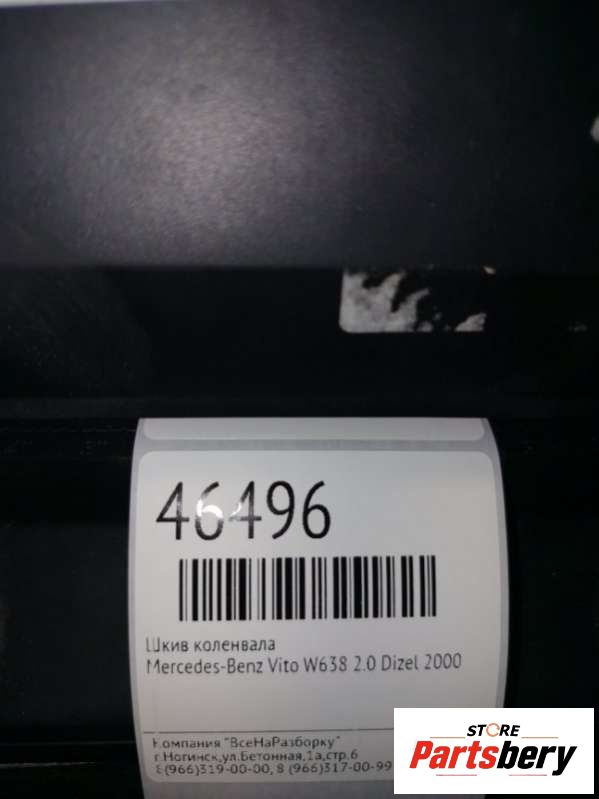 46496
Шкив коленвала
Mercedes-Benz Vito W638 2.0 Dizel 2000
Компания "ВсеНаРазборку"
г.Ногинск,ул.Бетонная,1а,стр.6
8(966)319-00-00, 8 (966)317-00-99
STORE
Partsbery